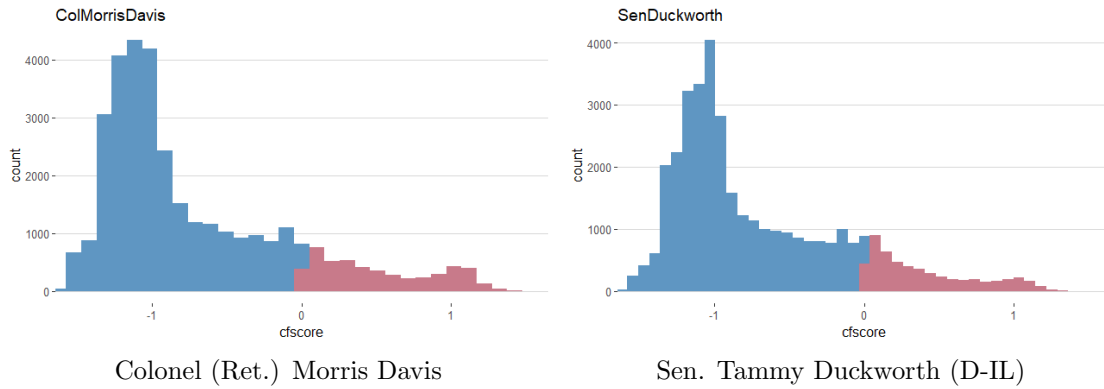 ColMorrisDavis
4000
3000
2000
1000
0
count
-1
0
1
cfscore
Colonel (Ret.) Morris Davis
SenDuckworth
4000
3000
2000
1000
0
count
-1
0
1
cfscore
Sen. Tammy Duckworth (D-IL)